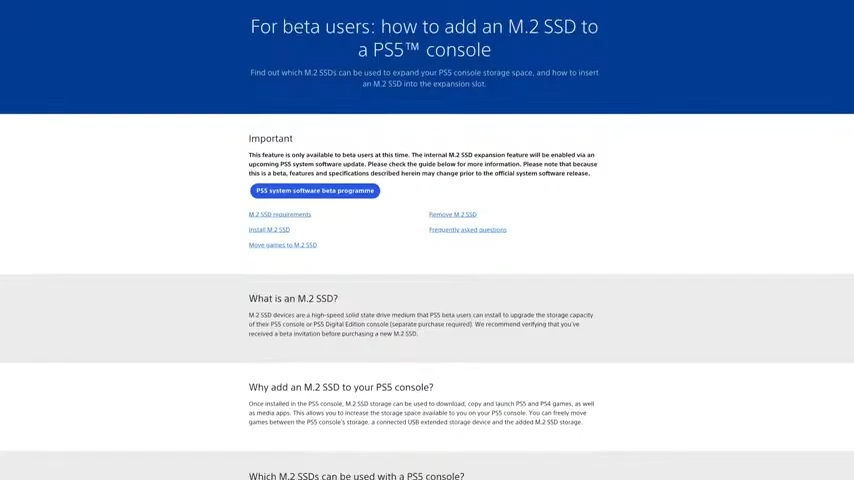 For beta users: how to add an M.2 SSD to
a PS5™ console
Find out which M.2 SSDs can be used to expand your PS5 console storage space, and how to insert
an M.2 SSD into the expansion slot.
Important
This feature is only available to beta users at this time. The internal M.2 SSD expansion feature will be enabled via an
upcoming PS5 system software update. Please check the guide below for more information. Please note that because
this is a beta, features and specifications described herein may change prior to the official system software release.
PS5 system software beta programme
M.2 SSD requirements
Remove M.2 SSD
Install M.2 SSD
Frequently asked questions
Move games to M.2 SSD
What is an M.2 SSD?
M.2 SSD devices are a high-speed solid state drive medium that PS5 beta users can install to upgrade the storage capacity
of their PS5 console or PS5 Digital Edition console (separate purchase required). We recommend verifying that you've
received a beta invitation before purchasing a new M.2 SSD.
Why add an M.2 SSD to your PS5 console?
Once installed in the PS5 console, M.2 SSD storage can be used to download, copy and launch PS5 and PS4 games, as well
as media apps. This allows you to increase the storage space available to you on your PS5 console. You can freely move
games between the PS5 console's storage. a connected USB extended storage device and the added M.2 SSD storage.
Which M.2 SSDs can be used with a PS5 console?